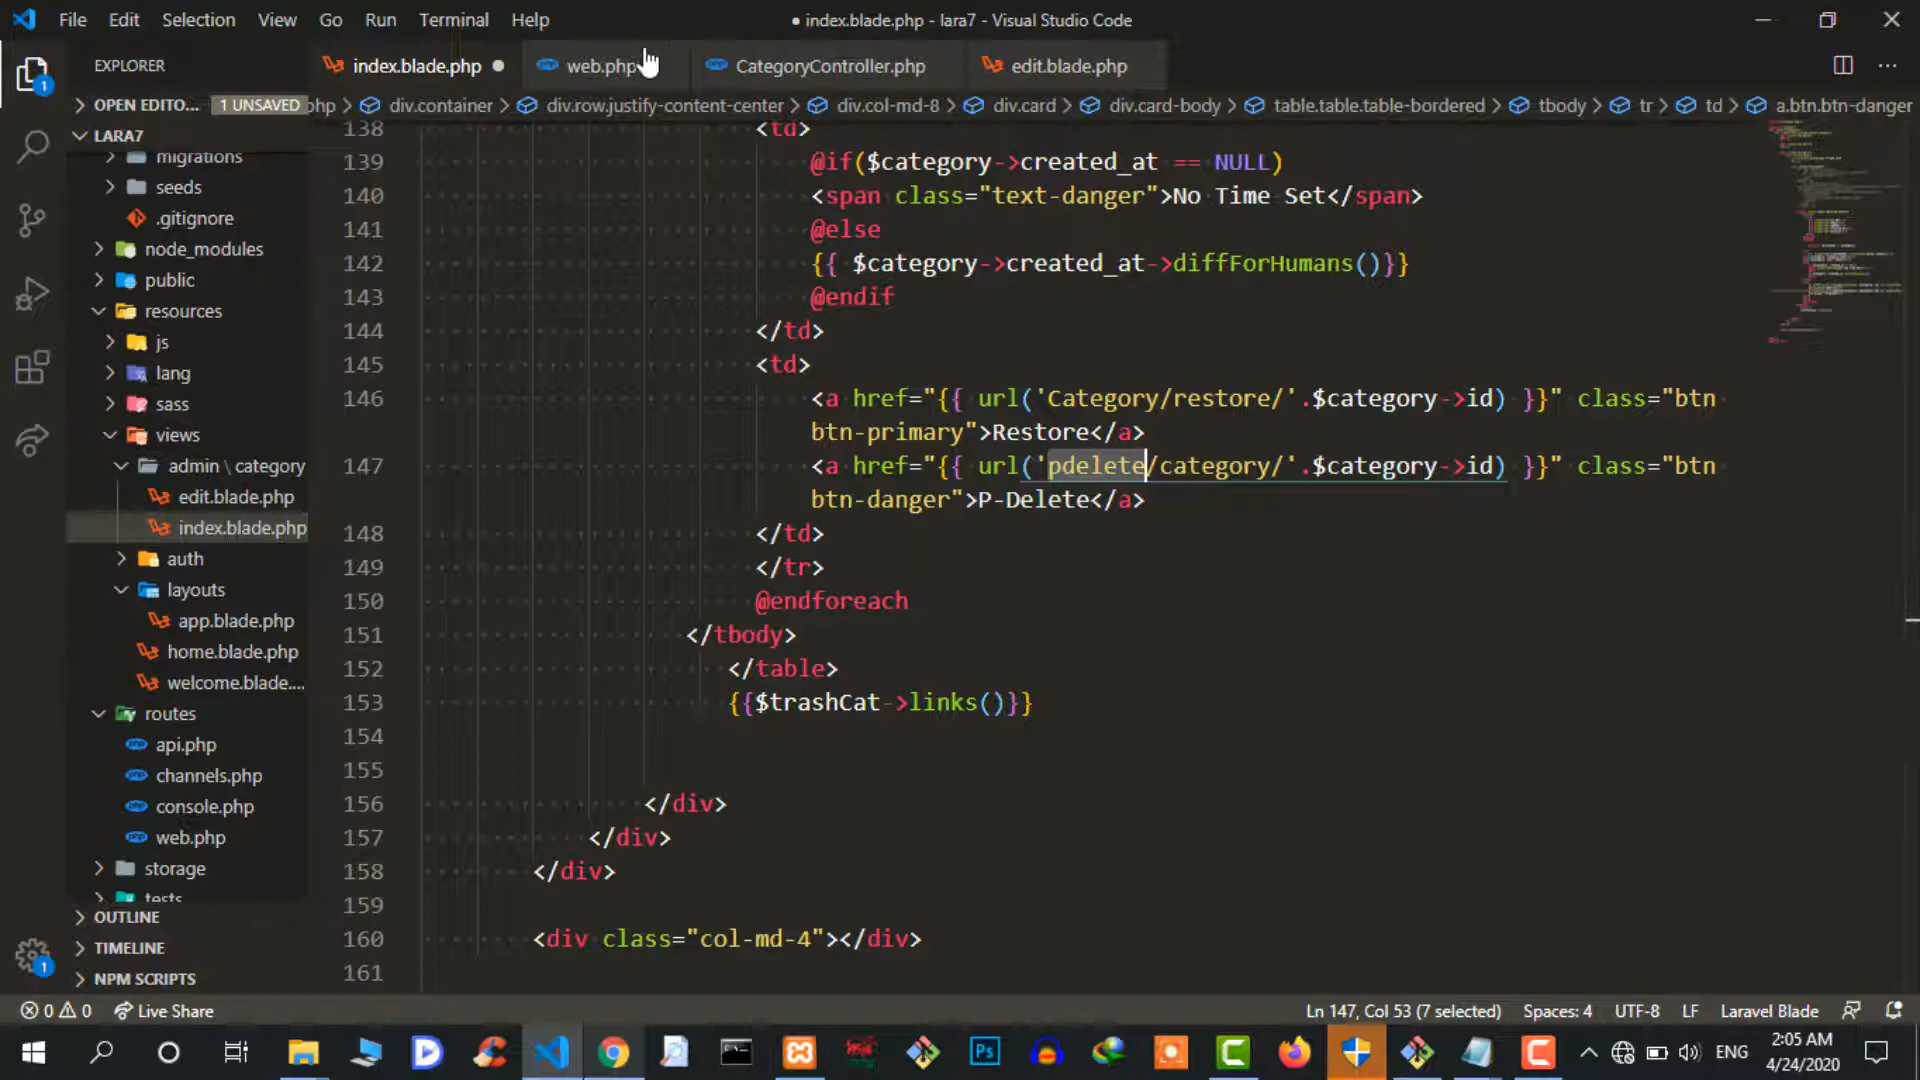 File Edit Selection View Go Run Terminal Help
● index.blade.php - lara7 - Visual Studio Code
EXPLORER
index.blade.php
web.php
CategoryController.php
edit.blade.php
OPEN EDITO... 1 UNSAVED
php > div.container > div.row.justify-content-center > div.col-md-8 > div.card > div.card-body > table.table.table-bordered > tbody > tr > td > a.btn.btn-danger
LARA7
migrations
seeds
.gitignore
node_modules
public
resources
js
lang
sass
views
admin \ category
edit.blade.php
index.blade.php
auth
layouts
app.blade.php
home.blade.php
welcome.blade....
routes
api.php
channels.php
console.php
web.php
storage
tests
OUTLINE
TIMELINE
NPM SCRIPTS
138 <td>
139 @if($category->created_at == NULL)
140 <span class="text-danger">No Time Set</span>
141 @else
142 {{ $category->created_at->diffForHumans()}}
143 @endif
144 </td>
145 <td>
146 <a href="{{ url('Category/restore/'.$category->id) }}" class="btn
btn-primary">Restore</a>
147 <a href="{{ url('pdelete/category/'.$category->id) }}" class="btn
btn-danger">P-Delete</a>
148 </td>
149 </tr>
150 @endforeach
151 </tbody>
152 </table>
153 {{$trashCat->links()}}
154
155
156 </div>
157 </div>
158 </div>
159
160 <div class="col-md-4"></div>
161
0 0 Live Share
Ln 147, Col 53 (7 selected) Spaces: 4 UTF-8 LF Laravel Blade
1
1
Ps
ENG
2:05 AM
4/24/2020